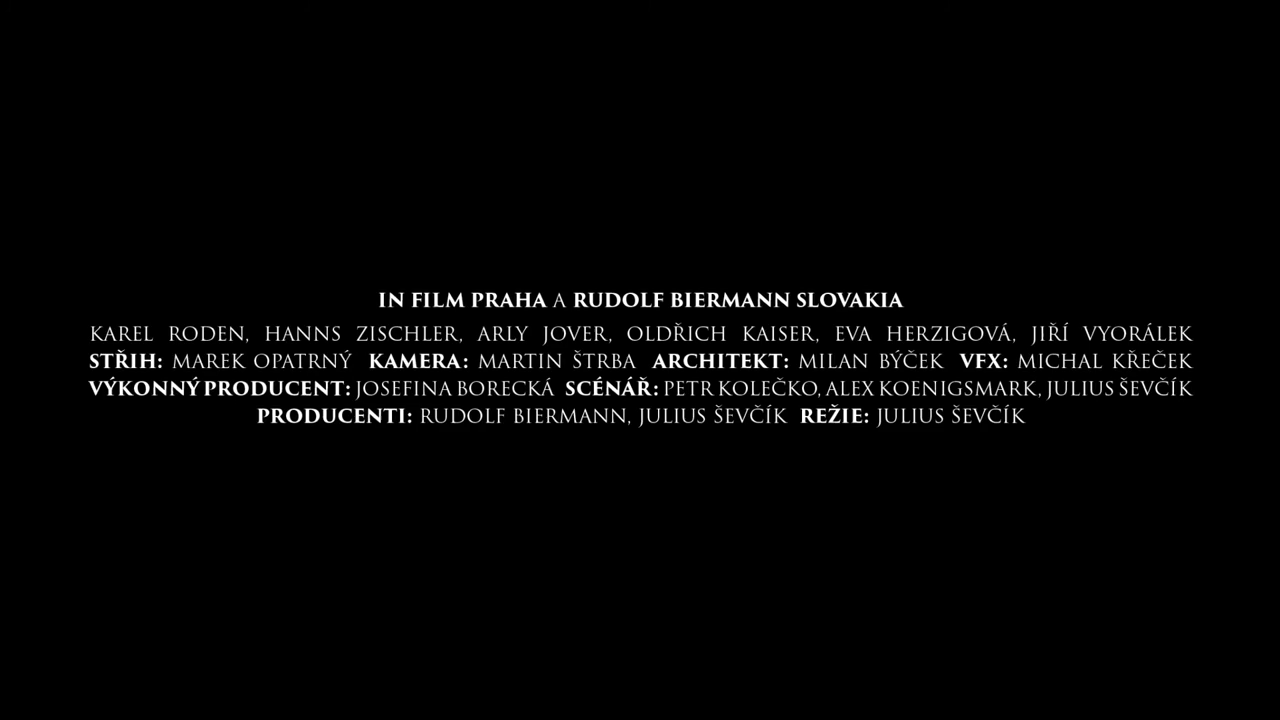 IN FILM PRAHA A RUDOLF BIERMANN SLOVAKIA
KAREL RODEN, HANNS ZISCHLER, ARLY JOVER, OLDŘICH KAISER, EVA HERZIGOVÁ, JIŘÍ VYORÁLEK
STŘIH: MAREK OPATRNÝ KAMERA: MARTIN ŠTRBA ARCHITEKT: MILAN BÝČEK VFX: MICHAL KŘEČEK
VÝKONNÝ PRODUCENT: JOSEFINA BORECKÁ SCÉNÁŘ: PETR KOLEČKO, ALEX KOENIGSMARK, JULIUS ŠEVČÍK
PRODUCENTI: RUDOLF BIERMANN, JULIUS ŠEVČÍK REŽIE: JULIUS ŠEVČÍK